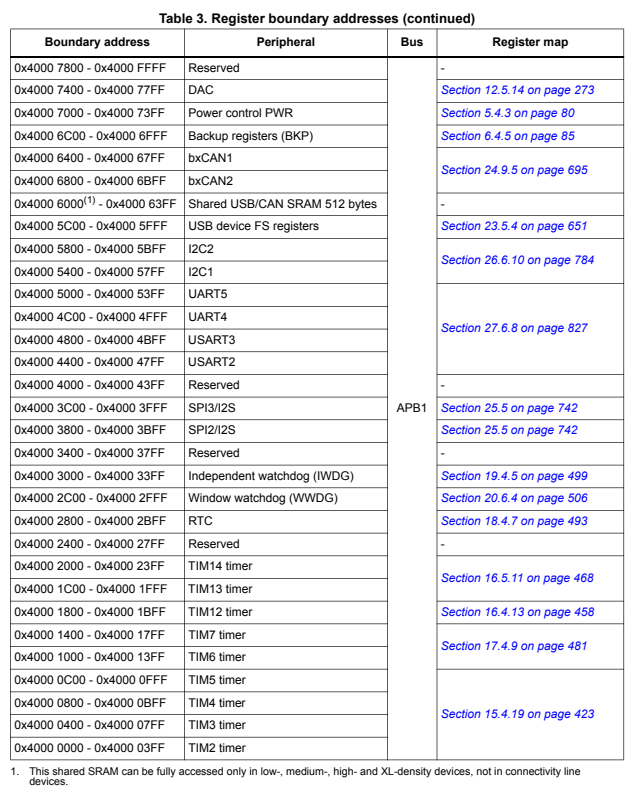 Table 3. Register boundary addresses (continued)
Boundary address Peripheral Bus Register map
0x4000 7800 - 0x4000 FFFF Reserved -
0x4000 7400 - 0x4000 77FF DAC Section 12.5.14 on page 273
0x4000 7000 - 0x4000 73FF Power control PWR Section 5.4.3 on page 80
0x4000 6C00 - 0x4000 6FFF Backup registers (BKP) Section 6.4.5 on page 85
0x4000 6400 - 0x4000 67FF bxCAN1
Section 24.9.5 on page 695
0x4000 6800 - 0x4000 6BFF bxCAN2
0x4000 6000(1) - 0x4000 63FF Shared USB/CAN SRAM 512 bytes -
0x4000 5C00 - 0x4000 5FFF USB device FS registers Section 23.5.4 on page 651
0x4000 5800 - 0x4000 5BFF I2C2
Section 26.6.10 on page 784
0x4000 5400 - 0x4000 57FF I2C1
0x4000 5000 - 0x4000 53FF UART5
0x4000 4C00 - 0x4000 4FFF UART4
Section 27.6.8 on page 827
0x4000 4800 - 0x4000 4BFF USART3
0x4000 4400 - 0x4000 47FF USART2
0x4000 4000 - 0x4000 43FF Reserved -
0x4000 3C00 - 0x4000 3FFF SPI3/I2S APB1 Section 25.5 on page 742
0x4000 3800 - 0x4000 3BFF SPI2/I2S Section 25.5 on page 742
0x4000 3400 - 0x4000 37FF Reserved -
0x4000 3000 - 0x4000 33FF Independent watchdog (IWDG) Section 19.4.5 on page 499
0x4000 2C00 - 0x4000 2FFF Window watchdog (WWDG) Section 20.6.4 on page 506
0x4000 2800 - 0x4000 2BFF RTC Section 18.4.7 on page 493
0x4000 2400 - 0x4000 27FF Reserved -
0x4000 2000 - 0x4000 23FF TIM14 timer
Section 16.5.11 on page 468
0x4000 1C00 - 0x4000 1FFF TIM13 timer
0x4000 1800 - 0x4000 1BFF TIM12 timer Section 16.4.13 on page 458
0x4000 1400 - 0x4000 17FF TIM7 timer
Section 17.4.9 on page 481
0x4000 1000 - 0x4000 13FF TIM6 timer
0x4000 0C00 - 0x4000 0FFF TIM5 timer
0x4000 0800 - 0x4000 0BFF TIM4 timer
Section 15.4.19 on page 423
0x4000 0400 - 0x4000 07FF TIM3 timer
0x4000 0000 - 0x4000 03FF TIM2 timer
1. This shared SRAM can be fully accessed only in low-, medium-, high- and XL-density devices, not in connectivity line
devices.